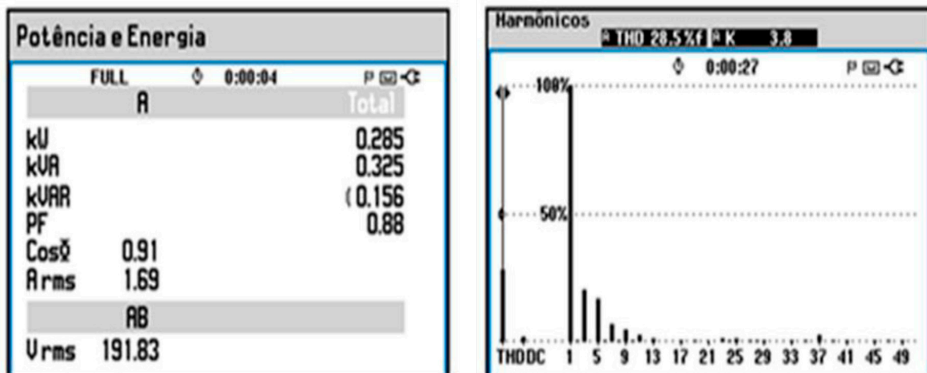 Potência e Energia
FULL 0:00:04
A Total
kW 0.285
kVA 0.325
kVAR ( 0.156
PF 0.88
CosΦ 0.91
A rms 1.69
AB
V rms 191.83
Harmônicos
A THD 28.5%f A K 3.8
0:00:27
100%
50%
THDDC 1 5 9 13 17 21 25 29 33 37 41 45 49